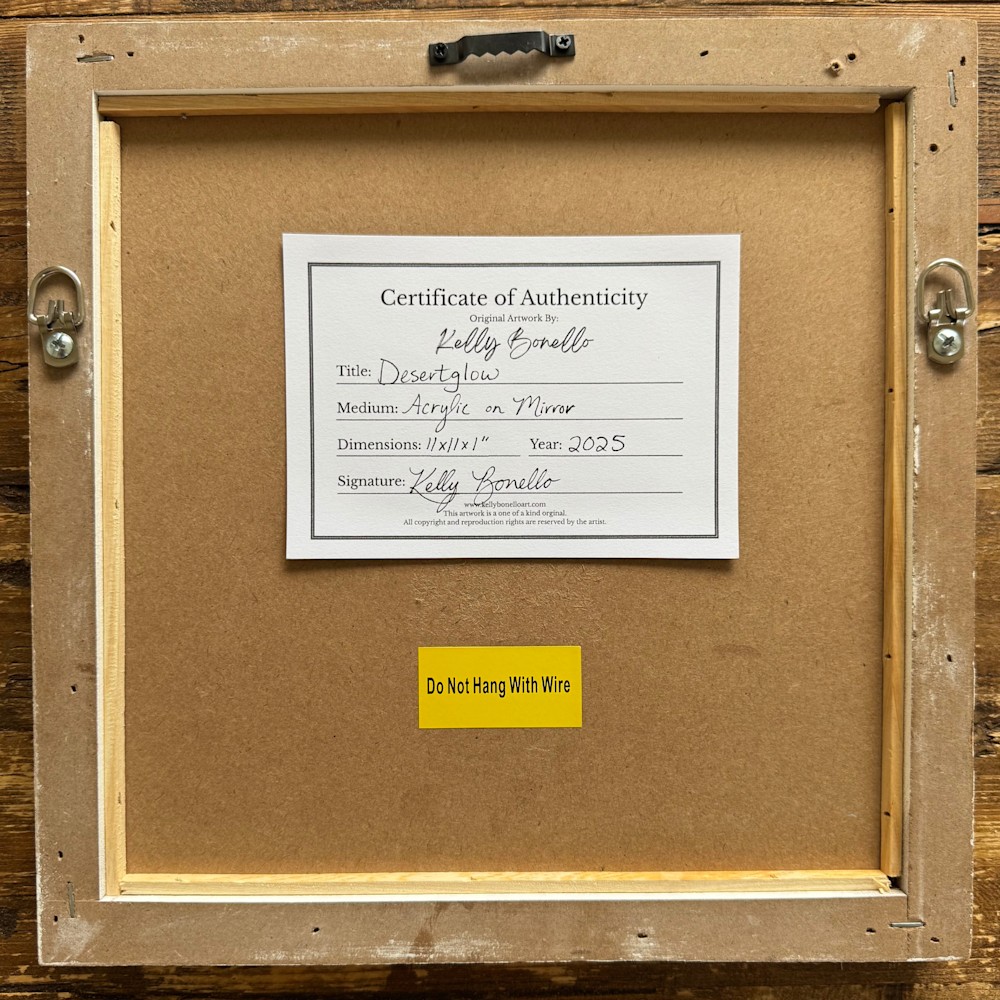 Certificate of Authenticity
Original Artwork By:
Kelly Bonello
Title: Desertglow
Medium: Acrylic on Mirror
Dimensions: 11x11x1" Year: 2025
Signature: Kelly Bonello
www.kellybonelloart.com
This artwork is a one of a kind orginal.
All copyright and reproduction rights are reserved by the artist.
Do Not Hang With Wire